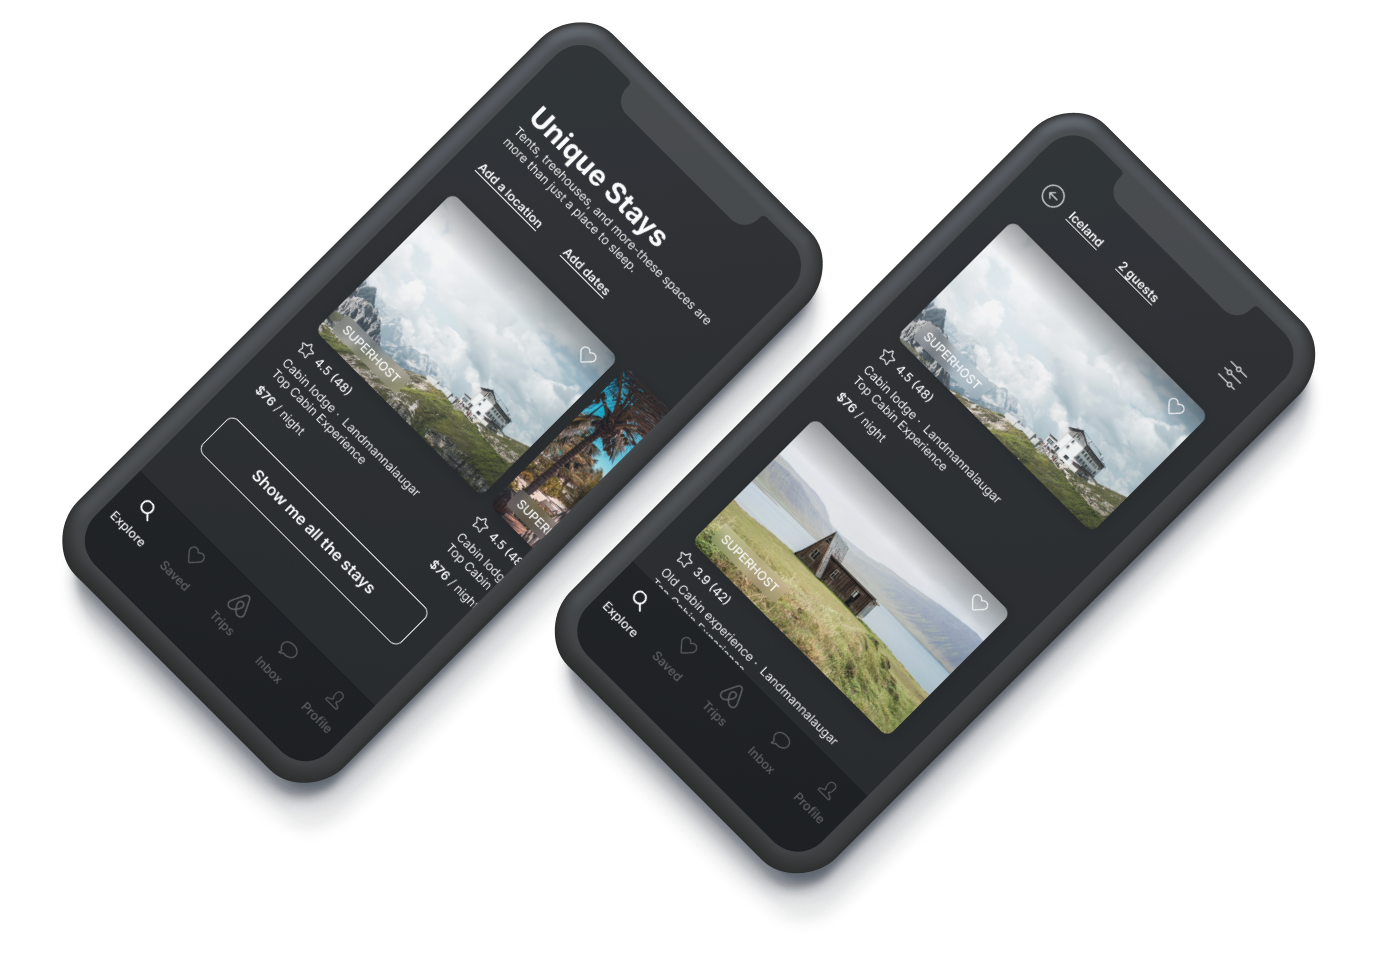 Unique Stays
Tents, treehouses, and more–these spaces are
more than just a place to sleep.
Add a location
Add dates
SUPERHOST
4.5 (48)
Cabin lodge · Landmannalaugar
Top Cabin Experience
$76 / night
SUPER
4.5 (48
Cabin lodg
Top Cabin
$76 / night
Show me all the stays
Explore
Saved
Trips
Inbox
Profile
Iceland
2 guests
SUPERHOST
4.5 (48)
Cabin lodge · Landmannalaugar
Top Cabin Experience
$76 / night
SUPERHOST
3.9 (42)
Old Cabin experience · Landmannalaugar
Top Cabin Experience
Explore
Saved
Trips
Inbox
Profile